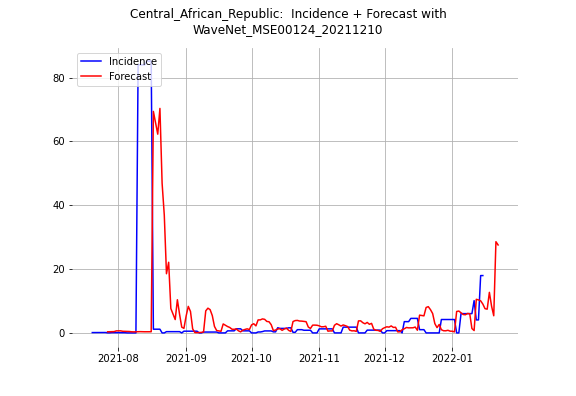 Central_African_Republic:  Incidence + Forecast with
WaveNet_MSE00124_20211210
Incidence
Forecast
80
60
40
20
0
2021-08
2021-09
2021-10
2021-11
2021-12
2022-01